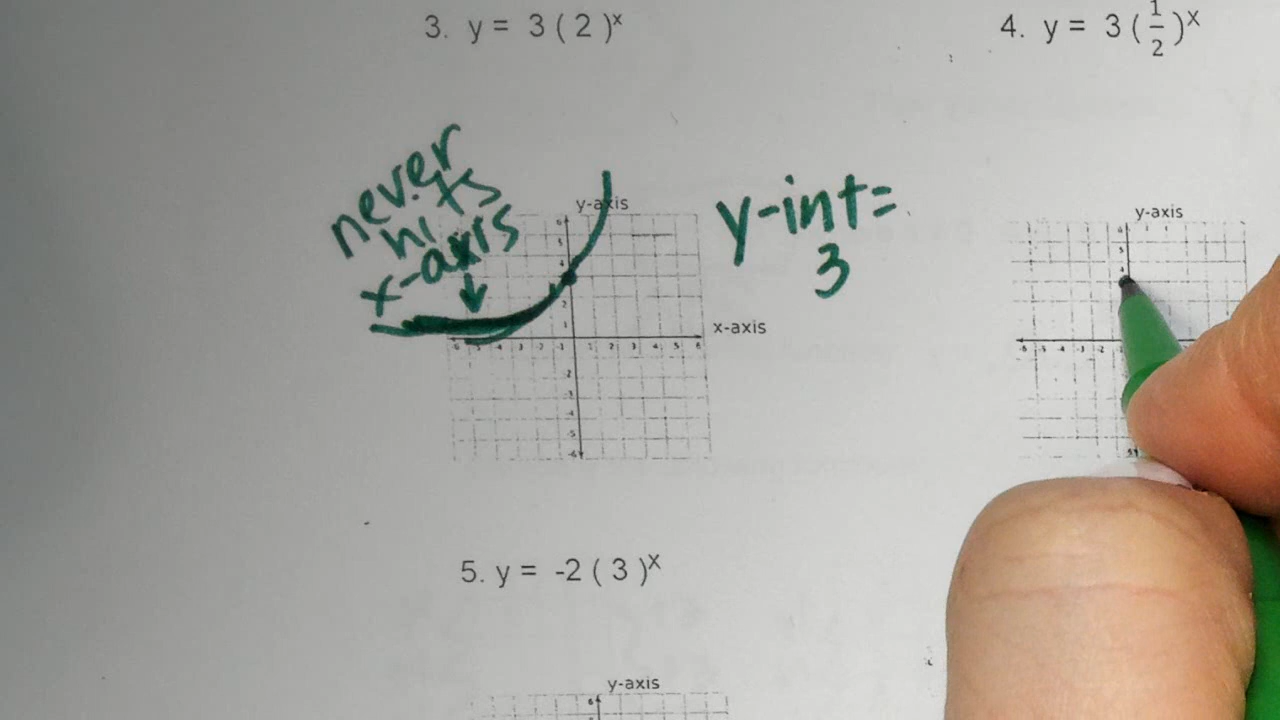 3. y = 3 ( 2 )ˣ
4. y = 3 (1/2)ˣ
never
hits
x-axis
y-axis
x-axis
y-int=
3
y-axis
5. y = -2 ( 3 )ˣ
y-axis